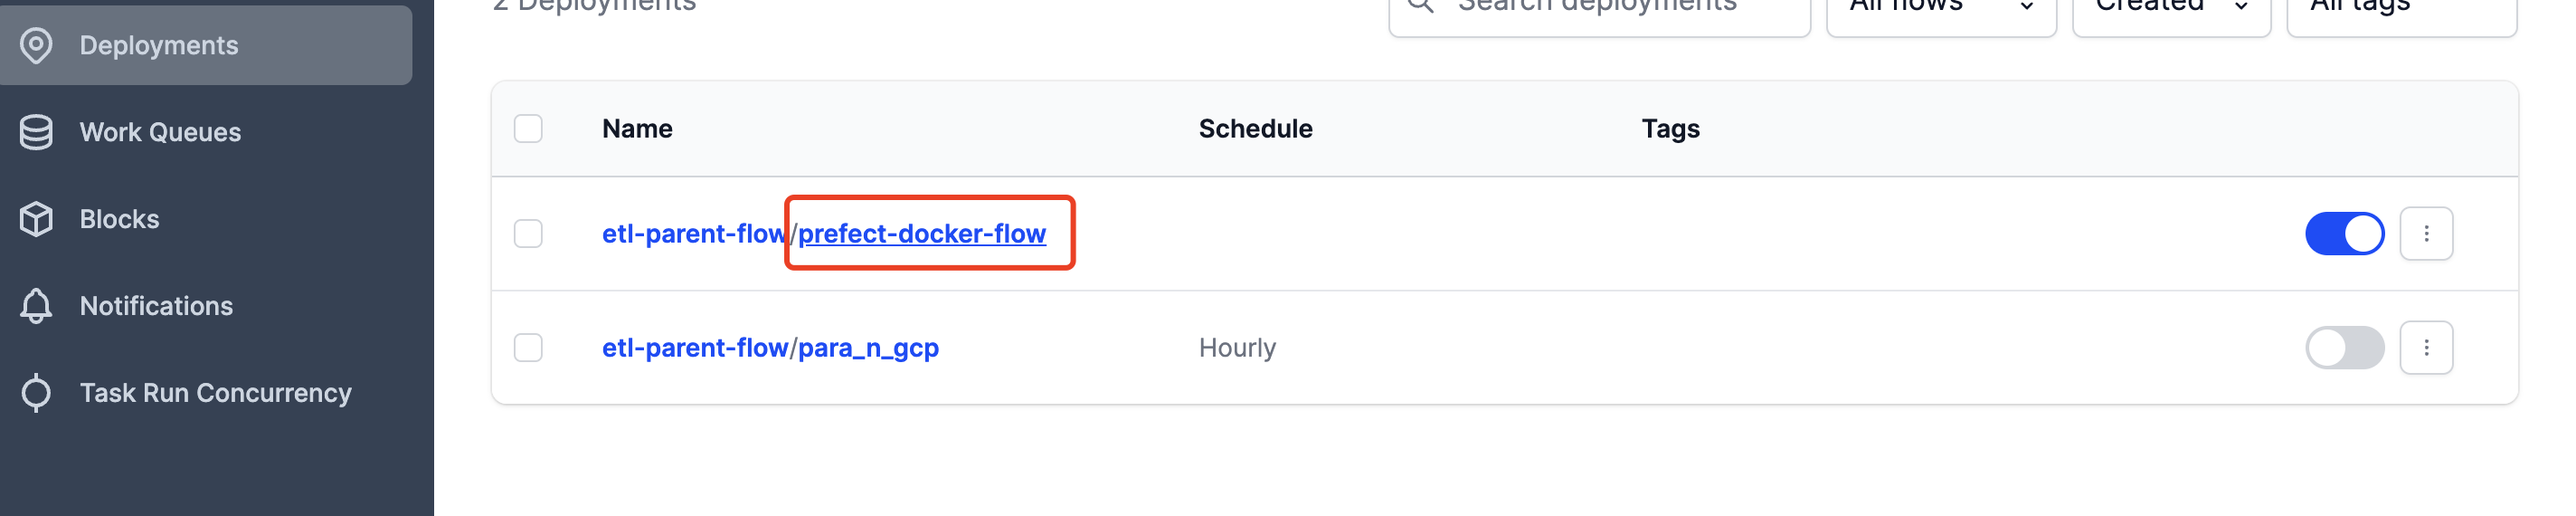 2 Deployments
Search deployments
All flows
Created
All tags
Deployments
Work Queues
Blocks
Notifications
Task Run Concurrency
Name Schedule Tags
etl-parent-flow/prefect-docker-flow
etl-parent-flow/para_n_gcp Hourly